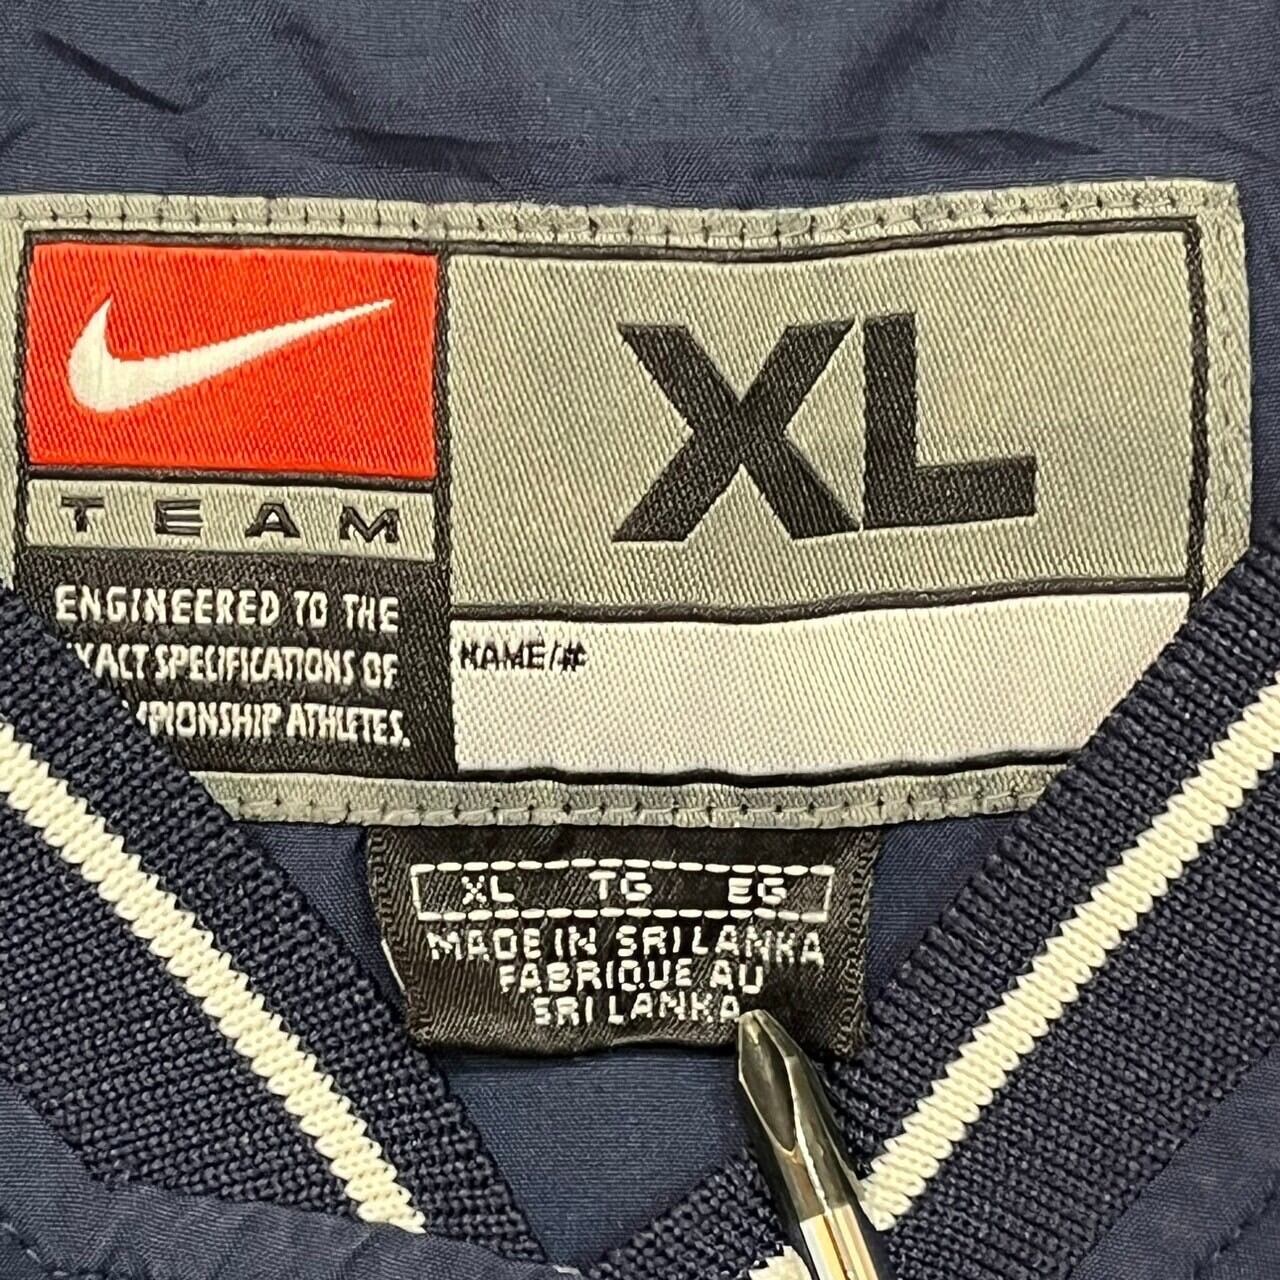 XL
TEAM
ENGINEERED TO THE
XACT SPECIFICATIONS OF
MPIONSHIP ATHLETES.
NAME/#
XL TG EG
MADE IN SRI LANKA
FABRIQUE AU
SRI LANKA